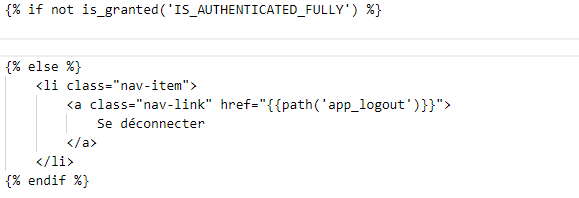 {% if not is_granted('IS_AUTHENTICATED_FULLY') %}
{% else %}
    <li class="nav-item">
        <a class="nav-link" href="{{path('app_logout')}}">
            Se déconnecter
        </a>
    </li>
{% endif %}